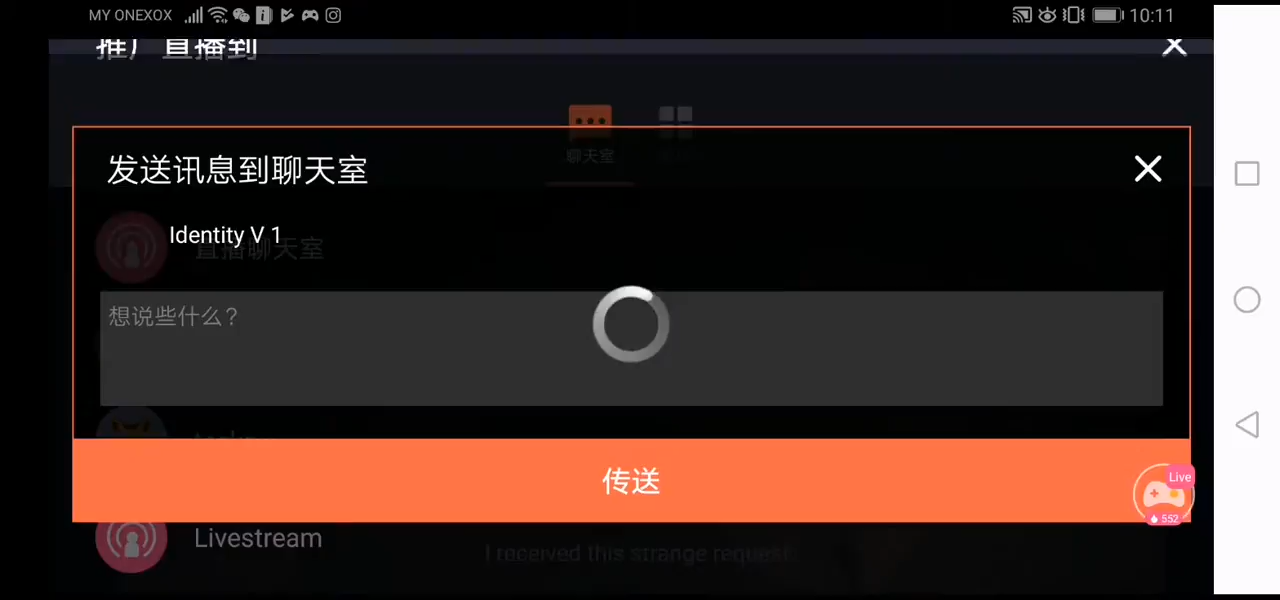 MY ONEXOX
10:11
推广直播到
聊天室
发送讯息到聊天室
Identity V 1
直播聊天室
想说些什么？
传送
Live
552
Livestream
I received this strange request.